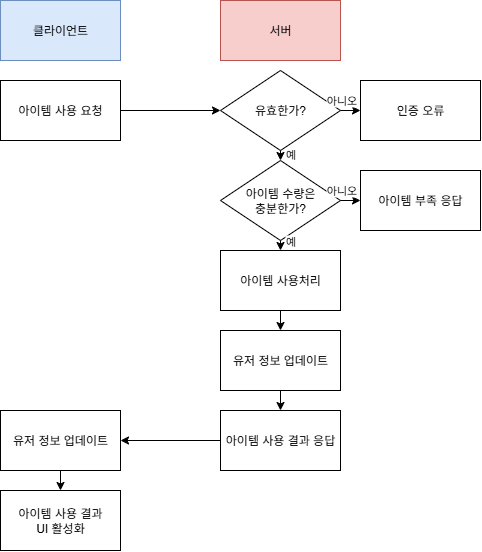 클라이언트
서버
아이템 사용 요청
유효한가?
아니오
인증 오류
예
아이템 수량은
충분한가?
아니오
아이템 부족 응답
예
아이템 사용처리
유저 정보 업데이트
유저 정보 업데이트
아이템 사용 결과 응답
아이템 사용 결과
UI 활성화